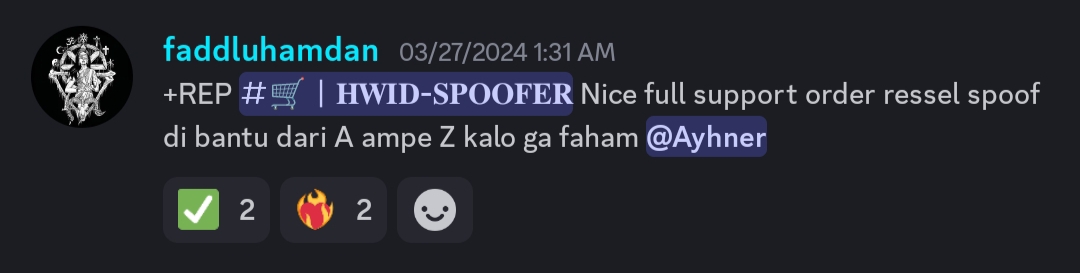 faddluhamdan 03/27/2024 1:31 AM
+REP #🛒 | HWID-SPOOFER Nice full support order ressel spoof
di bantu dari A ampe Z kalo ga faham @Ayhner
✅ 2 ❤️‍🔥 2